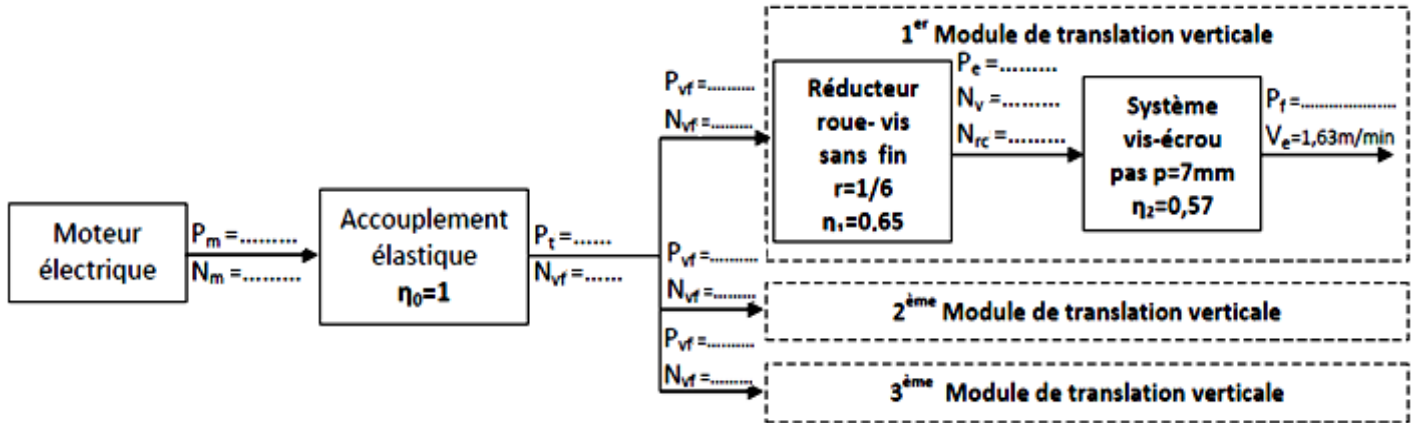 1er Module de translation verticale
Pvf =..........
Nvf =.........
Réducteur
roue- vis
sans fin
r=1/6
η1=0.65
Pe =.........
Nv =.........
Nrc =.........
Système
vis-écrou
pas p=7mm
η2=0,57
Pf =.....................
Ve=1,63m/min
Moteur
électrique
Pm =.........
Nm =.........
Accouplement
élastique
η0=1
Pt =......
Nvf =......
Pvf =..........
Nvf =.........
2ème Module de translation verticale
Pvf =..........
Nvf =.........
3ème Module de translation verticale